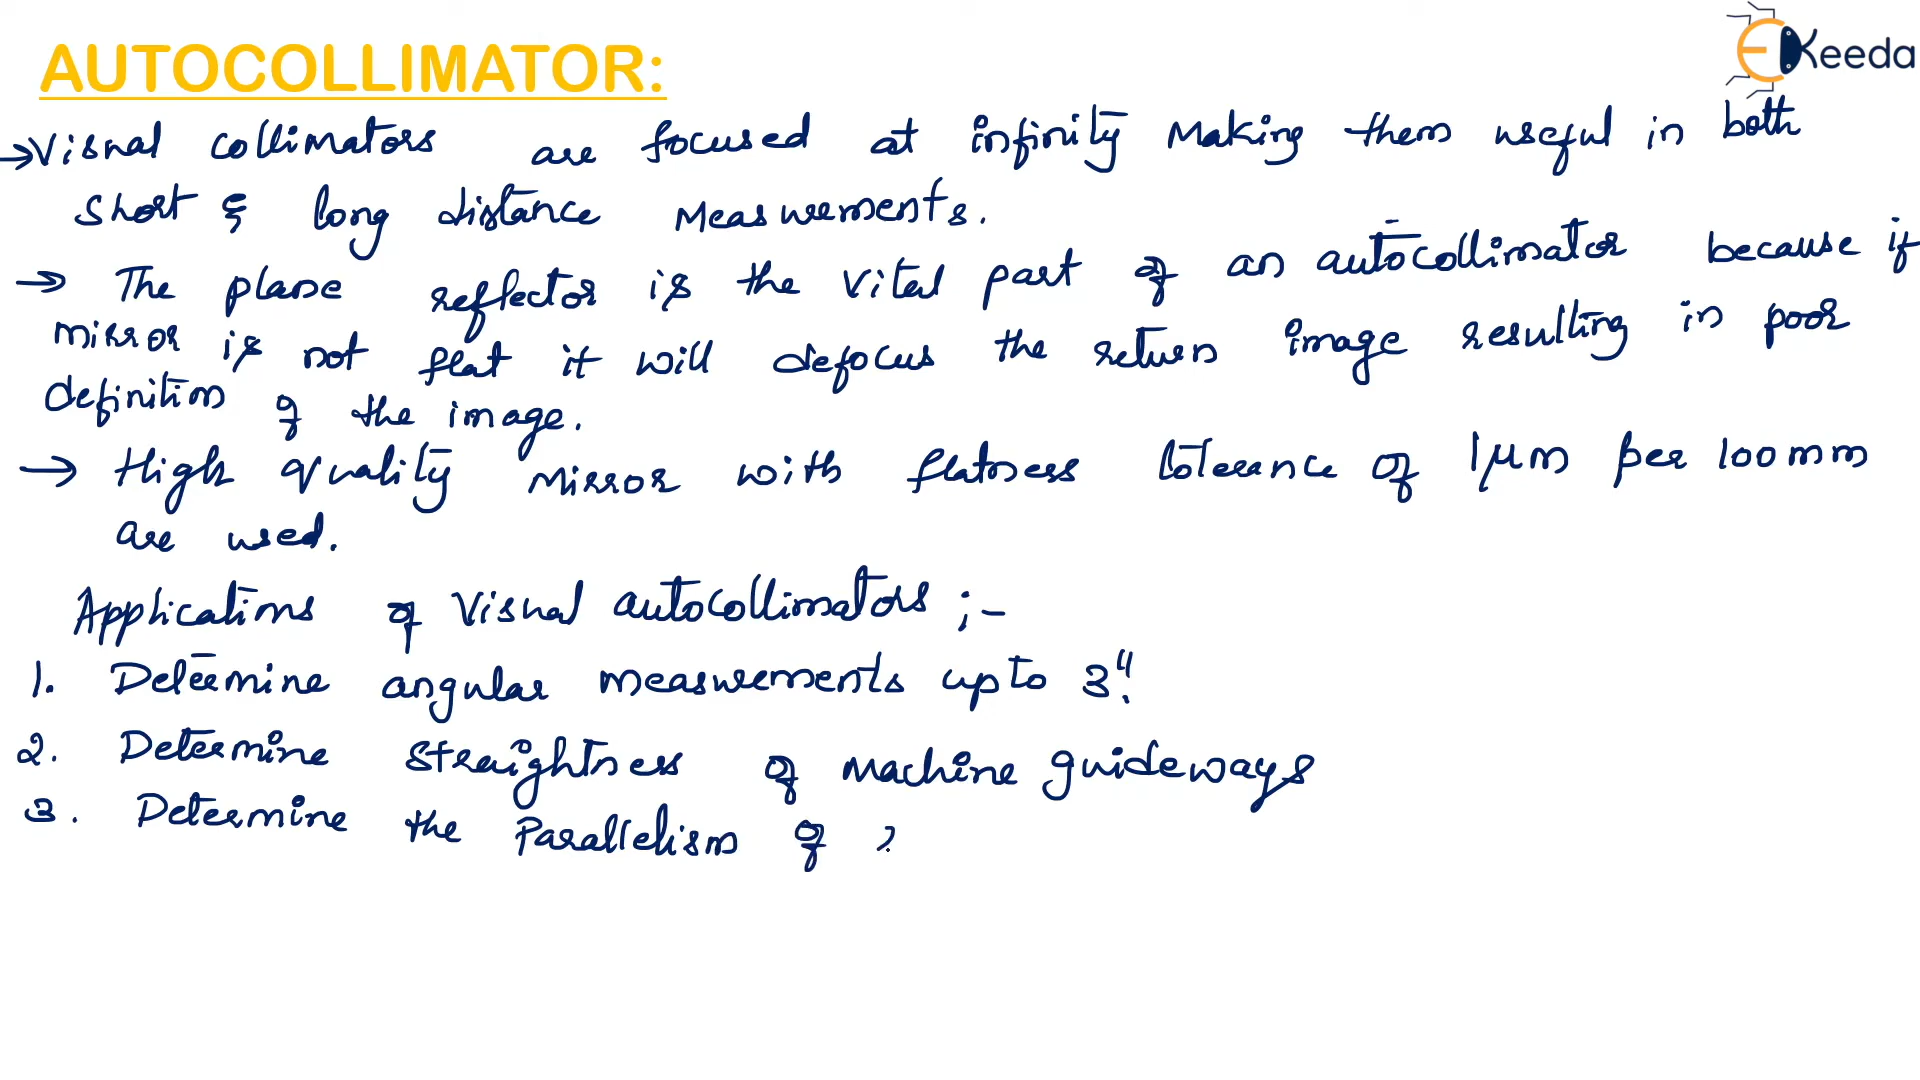 AUTOCOLLIMATOR:
EKeeda
→ Visual collimators are focused at infinity Making them useful in both
short & long distance Measurements.
→ The plane reflector is the vital part of an autocollimator because if
mirror is not flat it will defocus the return image resulting in poor
definition of the image.
→ High quality Mirror with flatness tolerance of 1μm per 100mm
are used.
Applications of Visual autocollimators ;-
1. Determine angular measurements upto 3".
2. Determine straightness of Machine guideways
3. Determine the Parallelism of